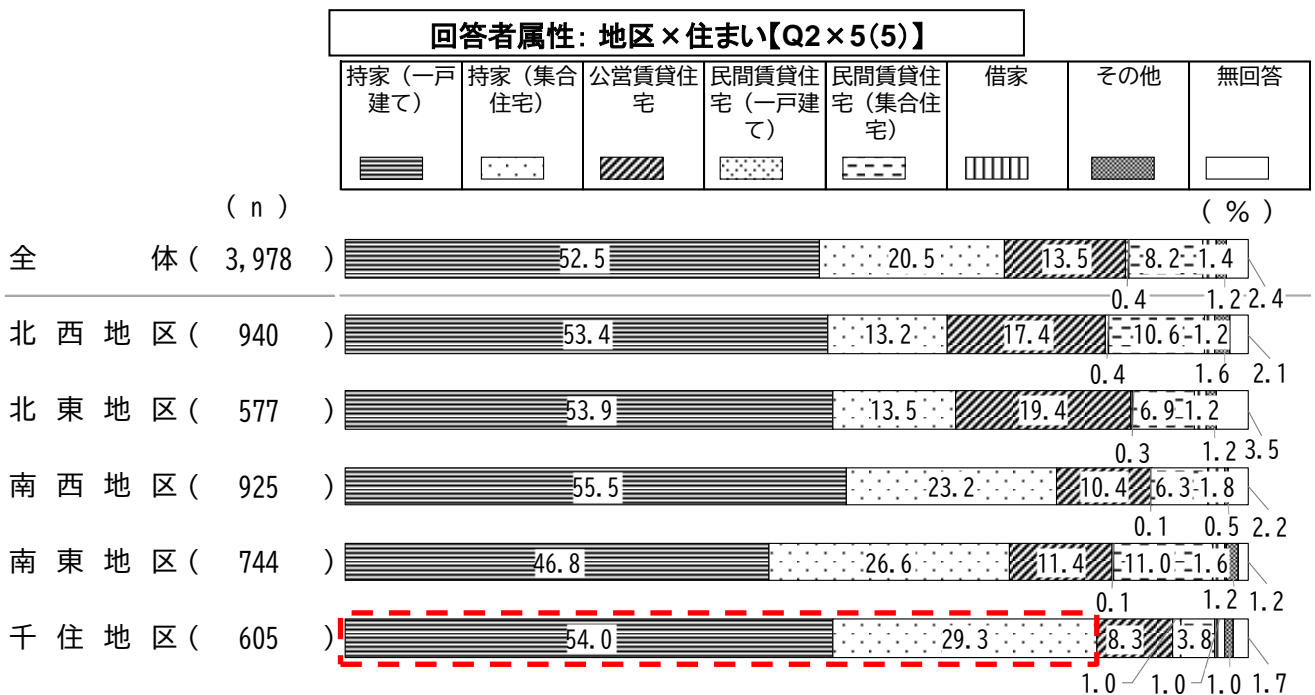 回答者属性：地区×住まい【Q2×5(5)】
持家（一戸建て）
持家（集合住宅）
公営賃貸住宅
民間賃貸住宅（一戸建て）
民間賃貸住宅（集合住宅）
借家
その他
無回答
(n)
(%)
全体( 3,978 ) 52.5 20.5 13.5 8.2 1.4
0.4 1.2 2.4
北西地区( 940 ) 53.4 13.2 17.4 10.6 1.2
0.4 1.6 2.1
北東地区( 577 ) 53.9 13.5 19.4 6.9 1.2
0.3 1.2 3.5
南西地区( 925 ) 55.5 23.2 10.4 6.3 1.8
0.1 0.5 2.2
南東地区( 744 ) 46.8 26.6 11.4 11.0 1.6
0.1 1.2 1.2
千住地区( 605 ) 54.0 29.3 8.3 3.8
1.0 1.0 1.0 1.7